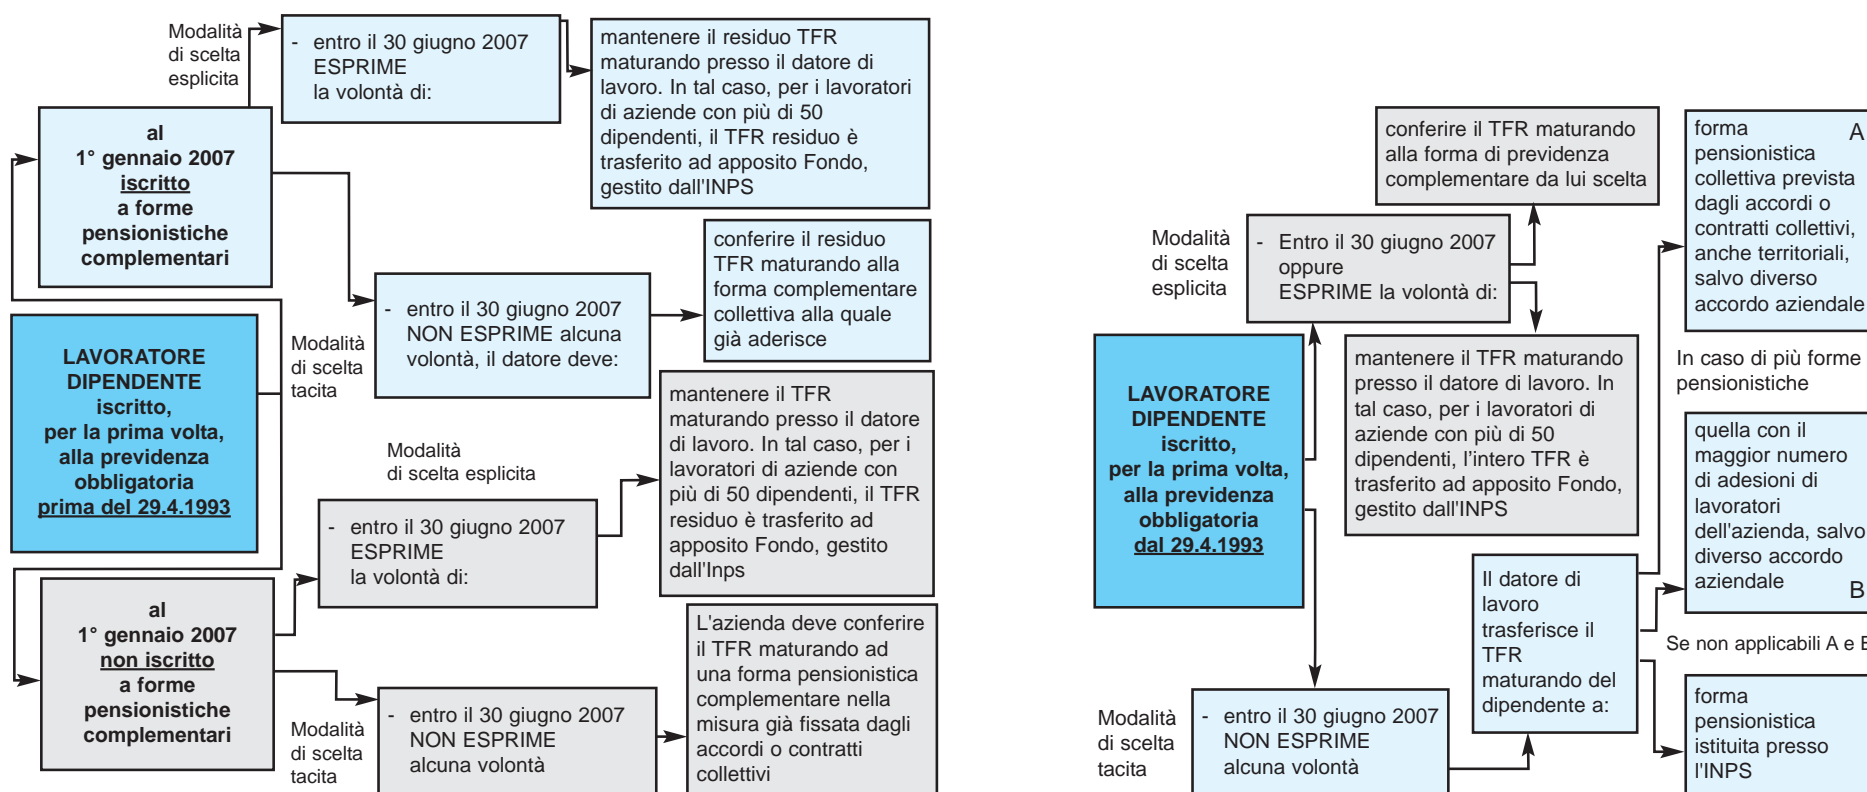 Modalità
di scelta
esplicita
- entro il 30 giugno 2007
ESPRIME
la volontà di:
mantenere il residuo TFR
maturando presso il datore di
lavoro. In tal caso, per i lavoratori
di aziende con più di 50
dipendenti, il TFR residuo è
trasferito ad apposito Fondo,
gestito dall'INPS
al
1° gennaio 2007
iscritto
a forme
pensionistiche
complementari
conferire il residuo
TFR maturando alla
forma complementare
collettiva alla quale
già aderisce
- entro il 30 giugno 2007
NON ESPRIME alcuna
volontà, il datore deve:
Modalità
di scelta
tacita
LAVORATORE
DIPENDENTE
iscritto,
per la prima volta,
alla previdenza
obbligatoria
prima del 29.4.1993
mantenere il TFR
maturando presso il datore
di lavoro. In tal caso, per i
lavoratori di aziende con
più di 50 dipendenti, il TFR
residuo è trasferito ad
apposito Fondo, gestito
dall'Inps
Modalità
di scelta esplicita
- entro il 30 giugno 2007
ESPRIME
la volontà di:
al
1° gennaio 2007
non iscritto
a forme
pensionistiche
complementari
L'azienda deve conferire
il TFR maturando ad
una forma pensionistica
complementare nella
misura già fissata dagli
accordi o contratti
collettivi
Modalità
di scelta
tacita
- entro il 30 giugno 2007
NON ESPRIME
alcuna volontà
conferire il TFR maturando
alla forma di previdenza
complementare da lui scelta
Modalità
di scelta
esplicita
- Entro il 30 giugno 2007
oppure
ESPRIME la volontà di:
mantenere il TFR maturando
presso il datore di lavoro. In
tal caso, per i lavoratori di
aziende con più di 50
dipendenti, l'intero TFR è
trasferito ad apposito Fondo,
gestito dall'INPS
LAVORATORE
DIPENDENTE
iscritto,
per la prima volta,
alla previdenza
obbligatoria
dal 29.4.1993
Modalità
di scelta
tacita
- entro il 30 giugno 2007
NON ESPRIME
alcuna volontà
Il datore di
lavoro
trasferisce il
TFR
maturando del
dipendente a:
forma A
pensionistica
collettiva prevista
dagli accordi o
contratti collettivi,
anche territoriali,
salvo diverso
accordo aziendale
In caso di più forme
pensionistiche
quella con il
maggior numero
di adesioni di
lavoratori
dell'azienda, salvo
diverso accordo
aziendale B
Se non applicabili A e B
forma
pensionistica
istituita presso
l'INPS